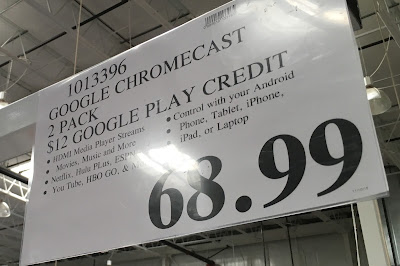 1013396
GOOGLE CHROMECAST
2 PACK
$12 GOOGLE PLAY CREDIT
• HDMI Media Player Streams
Movies, Music and More
• Netflix, Hulu PLus, ESPN
• You Tube, HBO GO, &
• Control with your Android
Phone, Tablet, iPhone,
iPad, or Laptop
68.99